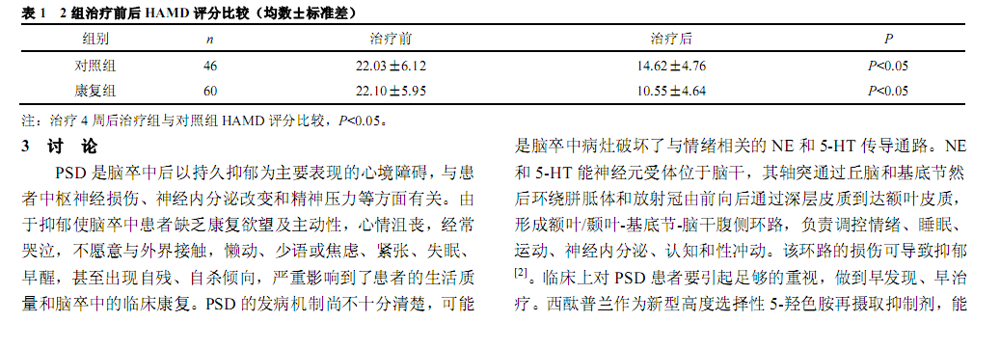 表 1 2 组治疗前后 HAMD 评分比较（均数±标准差）
组别 n 治疗前 治疗后 P
对照组 46 22.03±6.12 14.62±4.76 P<0.05
康复组 60 22.10±5.95 10.55±4.64 P<0.05
注：治疗 4 周后治疗组与对照组 HAMD 评分比较，P<0.05。
3 讨 论
PSD 是脑卒中后以持久抑郁为主要表现的心境障碍，与患
者中枢神经损伤、神经内分泌改变和精神压力等方面有关。由
于抑郁使脑卒中患者缺乏康复欲望及主动性，心情沮丧，经常
哭泣，不愿意与外界接触，懒动、少语或焦虑、紧张、失眠、
早醒，甚至出现自残、自杀倾向，严重影响到了患者的生活质
量和脑卒中的临床康复。PSD 的发病机制尚不十分清楚，可能
是脑卒中病灶破坏了与情绪相关的 NE 和 5-HT 传导通路。NE
和 5-HT 能神经元受体位于脑干，其轴突通过丘脑和基底节然
后环绕胼胝体和放射冠由前向后通过深层皮质到达额叶皮质，
形成额叶/颞叶-基底节-脑干腹侧环路，负责调控情绪、睡眠、
运动、神经内分泌、认知和性冲动。该环路的损伤可导致抑郁
[2]。临床上对 PSD 患者要引起足够的重视，做到早发现、早治
疗。西酞普兰作为新型高度选择性 5-羟色胺再摄取抑制剂，能